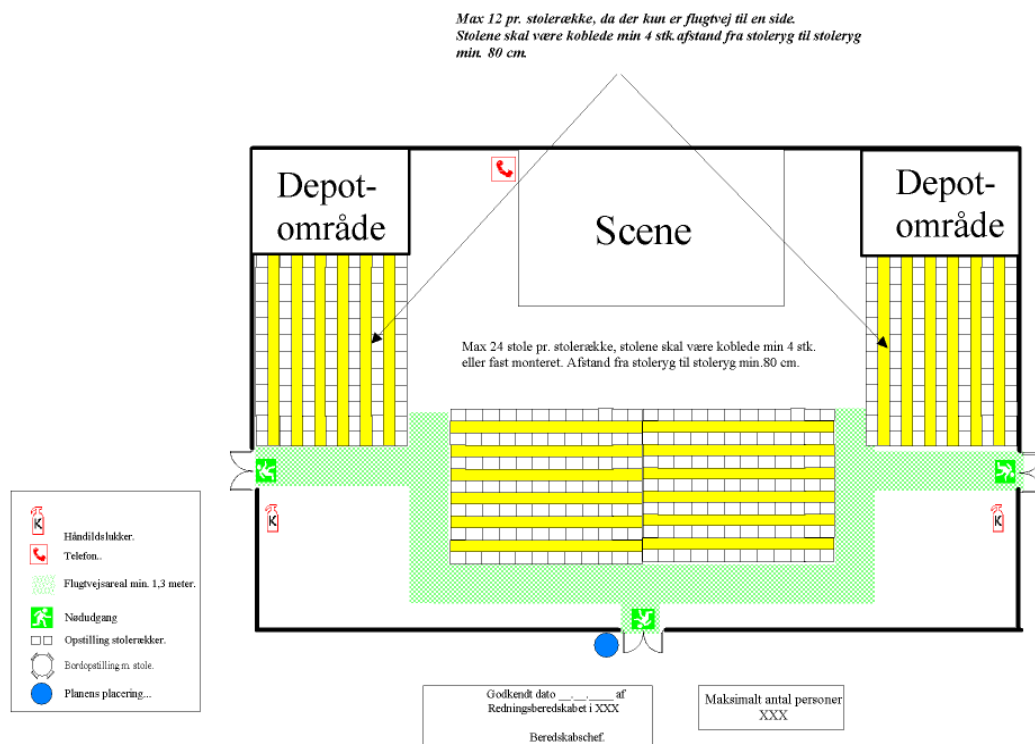 Max 12 pr. stolerække, da der kun er flugtvej til en side.
Stolene skal være koblede min 4 stk.afstand fra stoleryg til stoleryg
min. 80 cm.
Depot-
område
Scene
Depot-
område
Max 24 stole pr. stolerække, stolene skal være koblede min 4 stk.
eller fast monteret. Afstand fra stoleryg til stoleryg min.80 cm.
K
K
K
Håndildslukker.
Telefon..
Flugtvejsareal min. 1,3 meter.
Nødudgang
Opstilling stolerækker.
Bordopstilling m. stole.
Planens placering...
Godkendt dato __.__.____ af
Redningsberedskabet i XXX
Beredskabschef.
Maksimalt antal personer
XXX